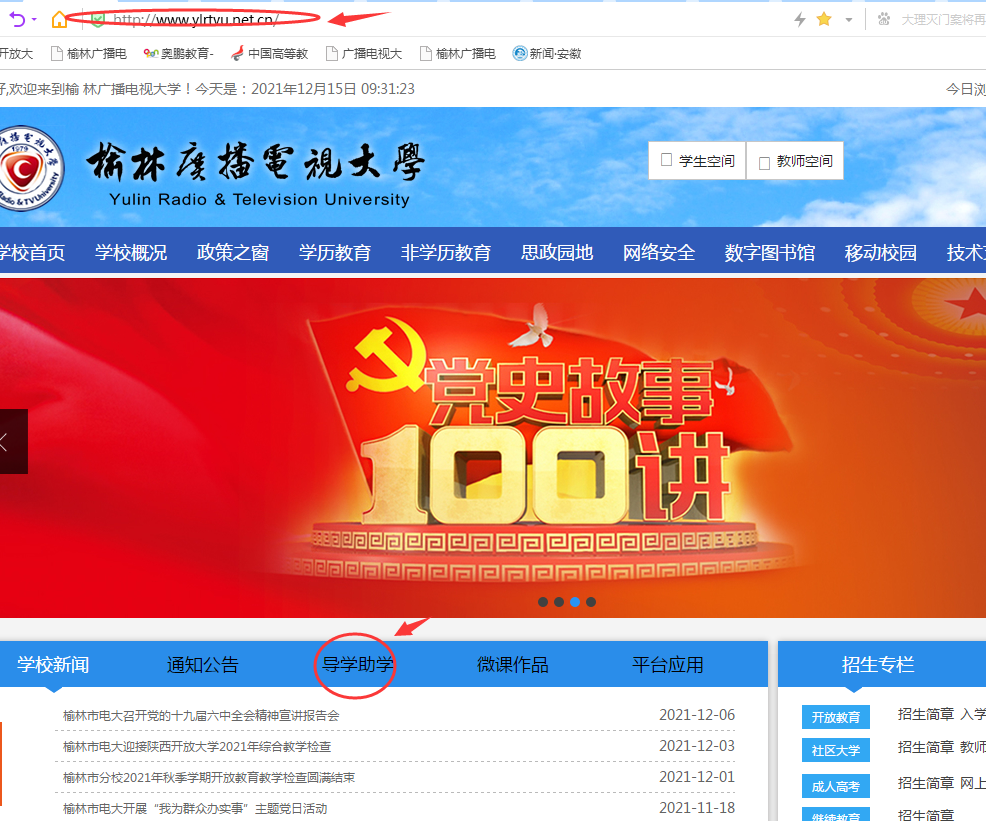 http://www.ylrtvu.net.cn/
大理灭门案将再
开放大 榆林广播电 奥鹏教育- 中国高等教 广播电视大 榆林广播电 新闻·安徽
好,欢迎来到榆 林广播电视大学！今天是：2021年12月15日 09:31:23 今日浏
1979
榆林广播電視大學
Yulin Radio & Television University
学生空间 教师空间
学校首页 学校概况 政策之窗 学历教育 非学历教育 思政园地 网络安全 数字图书馆 移动校园 技术支
党史故事
100讲
学校新闻 通知公告 导学助学 微课作品 平台应用 招生专栏
榆林市电大召开党的十九届六中全会精神宣讲报告会 2021-12-06
榆林市电大迎接陕西开放大学2021年综合教学检查 2021-12-03
榆林市分校2021年秋季学期开放教育教学检查圆满结束 2021-12-01
榆林市电大开展“我为群众办实事”主题党日活动 2021-11-18
开放教育 招生简章 入学
社区大学 招生简章 教师
成人高考 招生简章 网上
继续教育 招生简章